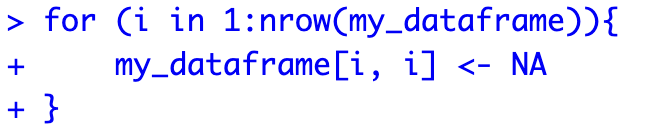 > for (i in 1:nrow(my_dataframe)){
+     my_dataframe[i, i] <- NA
+ }